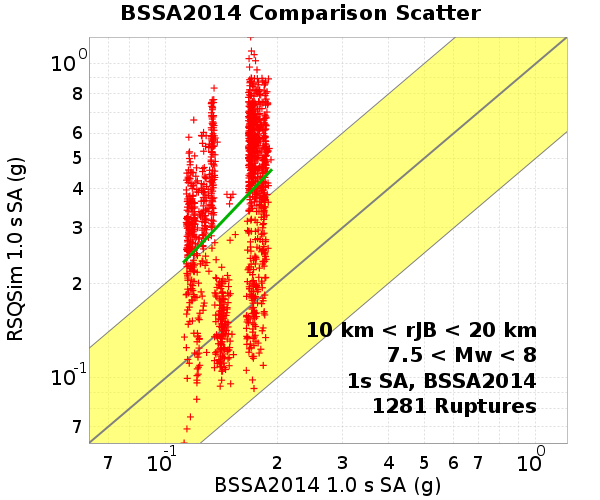 BSSA2014 Comparison Scatter
RSQSim 1.0 s SA (g)
10⁰
8
6
5
4
3
2
10⁻¹
7
10 km < rJB < 20 km
7.5 < Mw < 8
1s SA, BSSA2014
1281 Ruptures
7 10⁻¹ 2 3 4 5 6 7 10⁰
BSSA2014 1.0 s SA (g)